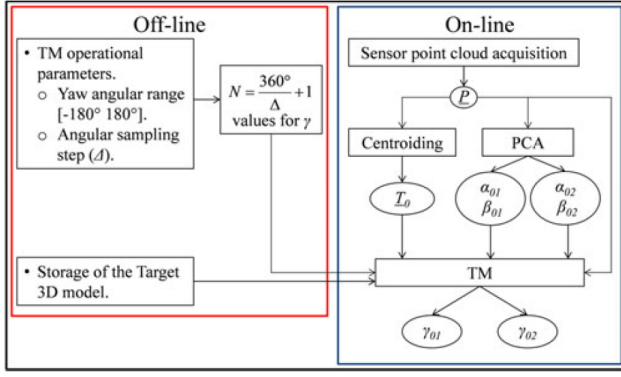 Off-line
• TM operational
parameters.
o Yaw angular range
[-180° 180°].
o Angular sampling
step (Δ).
N = 360°/Δ + 1
values for γ
• Storage of the Target
3D model.
On-line
Sensor point cloud acquisition
P
Centroiding
PCA
T0
α01
β01
α02
β02
TM
γ01
γ02